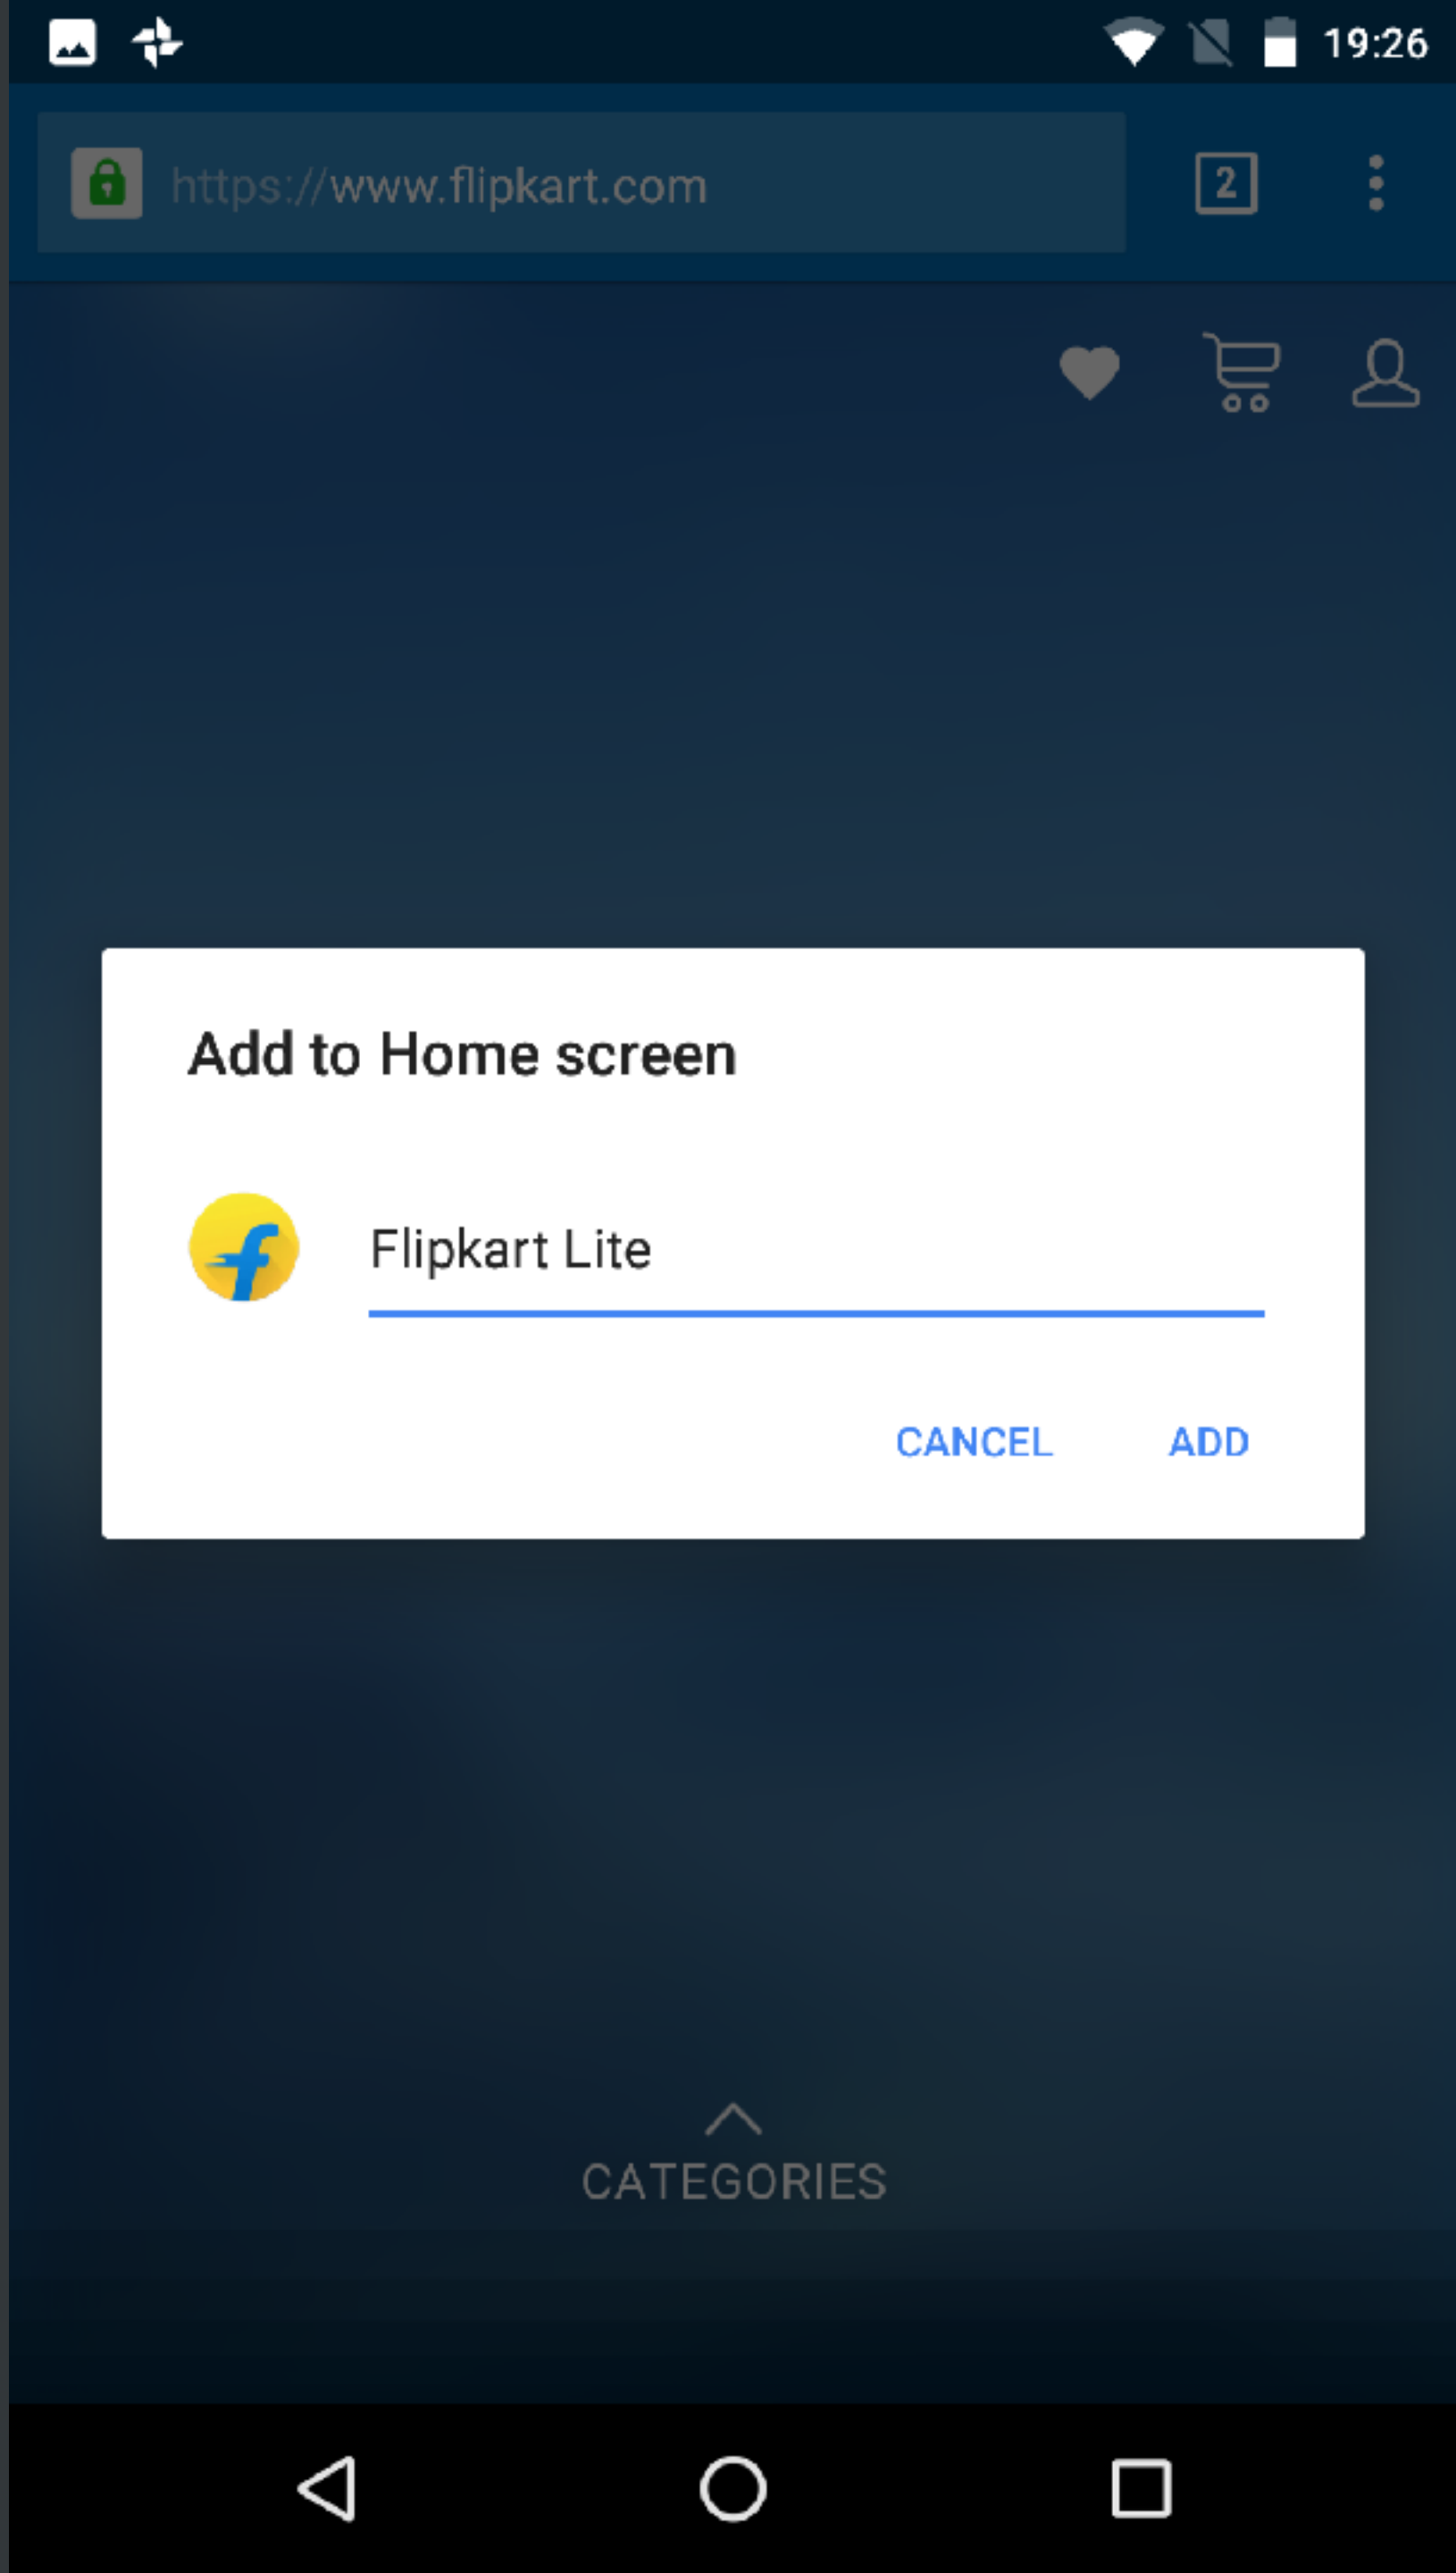 19:26
https://www.flipkart.com
2
Add to Home screen
Flipkart Lite
CANCEL ADD
CATEGORIES